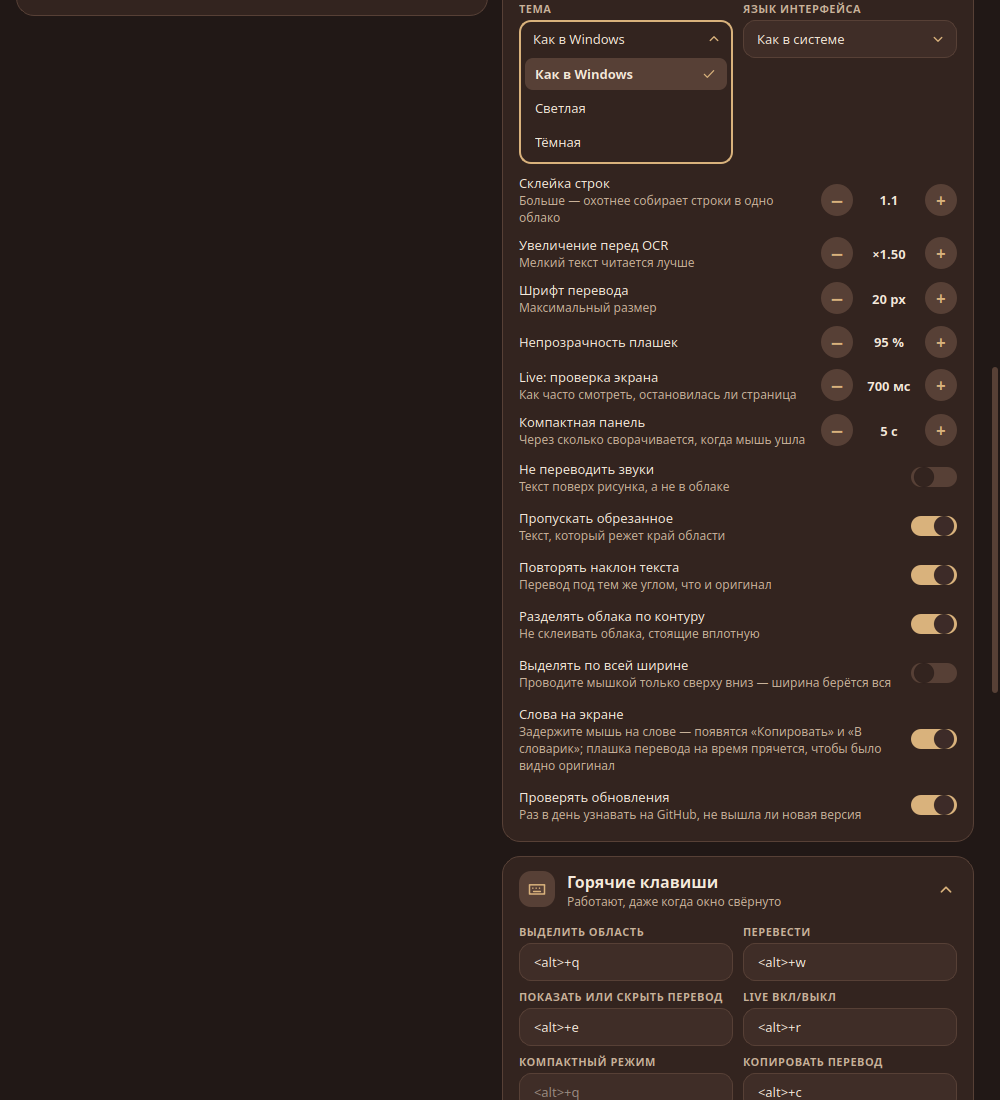 ТЕМА
ЯЗЫК ИНТЕРФЕЙСА
Как в Windows
Как в системе
Как в Windows
Светлая
Тёмная
Склейка строк
Больше — охотнее собирает строки в одно
облако
– 1.1 +
Увеличение перед OCR
Мелкий текст читается лучше
– ×1.50 +
Шрифт перевода
Максимальный размер
– 20 px +
Непрозрачность плашек
– 95 % +
Live: проверка экрана
Как часто смотреть, остановилась ли страница
– 700 мс +
Компактная панель
Через сколько сворачивается, когда мышь ушла
– 5 с +
Не переводить звуки
Текст поверх рисунка, а не в облаке
Пропускать обрезанное
Текст, который режет край области
Повторять наклон текста
Перевод под тем же углом, что и оригинал
Разделять облака по контуру
Не склеивать облака, стоящие вплотную
Выделять по всей ширине
Проводите мышкой только сверху вниз — ширина берётся вся
Слова на экране
Задержите мышь на слове — появятся «Копировать» и «В
словарик»; плашка перевода на время прячется, чтобы было
видно оригинал
Проверять обновления
Раз в день узнавать на GitHub, не вышла ли новая версия
Горячие клавиши
Работают, даже когда окно свёрнуто
ВЫДЕЛИТЬ ОБЛАСТЬ
ПЕРЕВЕСТИ
<alt>+q
<alt>+w
ПОКАЗАТЬ ИЛИ СКРЫТЬ ПЕРЕВОД
LIVE ВКЛ/ВЫКЛ
<alt>+e
<alt>+r
КОМПАКТНЫЙ РЕЖИМ
КОПИРОВАТЬ ПЕРЕВОД
<alt>+q
<alt>+c